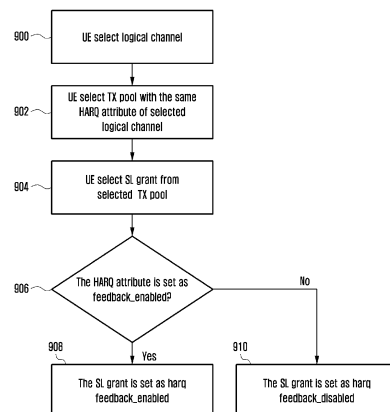 900
UE select logical channel
902
UE select TX pool with the same
HARQ attribute of selected
logical channel
904
UE select SL grant from
selected TX pool
906
The HARQ attribute is set as
feedback_enabled?
No
Yes
908
The SL grant is set as harq
feedback_enabled
910
The SL grant is set as harq
feedback_disabled